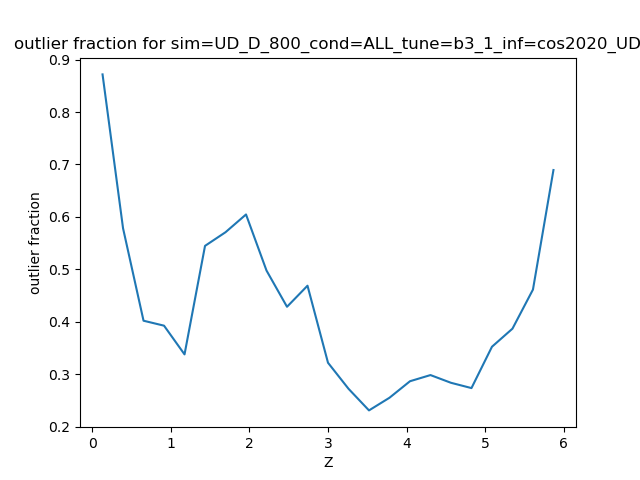 outlier fraction for sim=UD_D_800_cond=ALL_tune=b3_1_inf=cos2020_UD
0.9
0.8
0.7
0.6
0.5
0.4
0.3
0.2
outlier fraction
0 1 2 3 4 5 6
Z